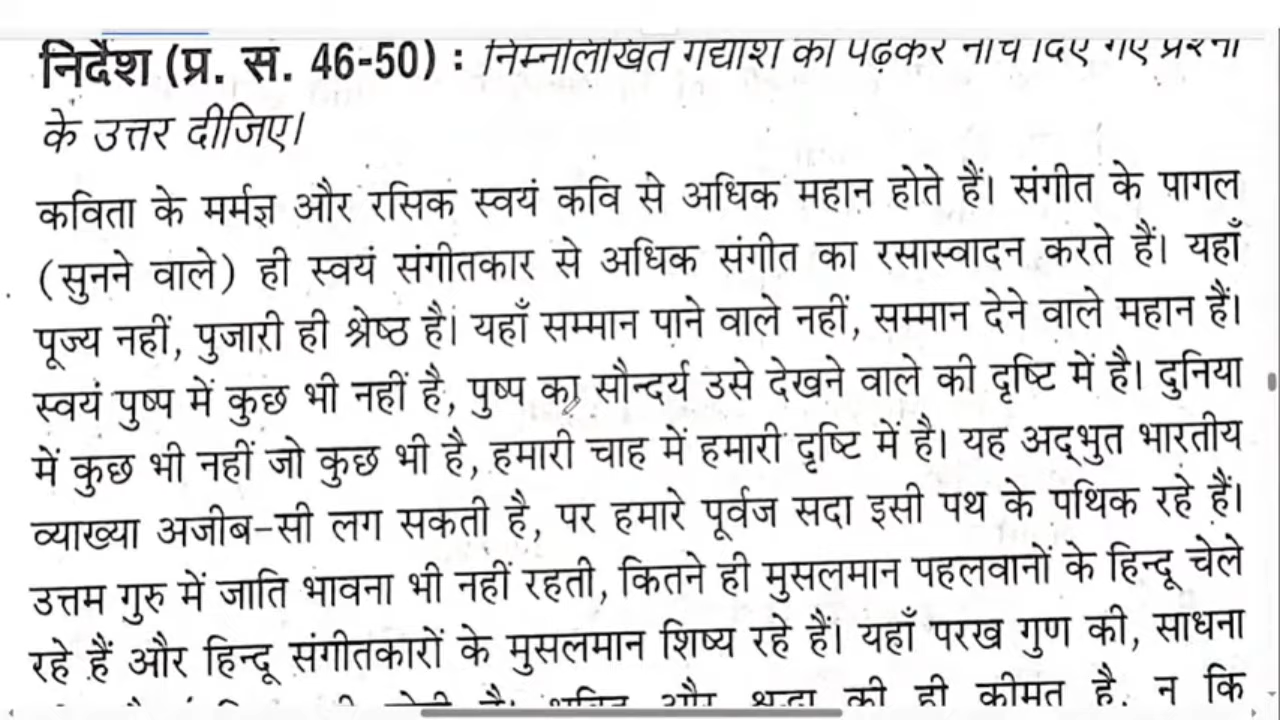 निर्देश (प्र. स. 46-50) : निम्नलिखित गद्यांश को पढ़कर नीचे दिए गए प्रश्नों
के उत्तर दीजिए।
कविता के मर्मज्ञ और रसिक स्वयं कवि से अधिक महान होते हैं। संगीत के पागल
(सुनने वाले) ही स्वयं संगीतकार से अधिक संगीत का रसास्वादन करते हैं। यहाँ
पूज्य नहीं, पुजारी ही श्रेष्ठ है। यहाँ सम्मान पाने वाले नहीं, सम्मान देने वाले महान हैं।
स्वयं पुष्प में कुछ भी नहीं है, पुष्प का सौन्दर्य उसे देखने वाले की दृष्टि में है। दुनिया
में कुछ भी नहीं जो कुछ भी है, हमारी चाह में हमारी दृष्टि में है। यह अद्भुत भारतीय
व्याख्या अजीब-सी लग सकती है, पर हमारे पूर्वज सदा इसी पथ के पथिक रहे हैं।
उत्तम गुरु में जाति भावना भी नहीं रहती, कितने ही मुसलमान पहलवानों के हिन्दू चेले
रहे हैं और हिन्दू संगीतकारों के मुसलमान शिष्य रहे हैं। यहाँ परख गुण की, साधना
और श्रद्धा की ही कीमत है, न कि